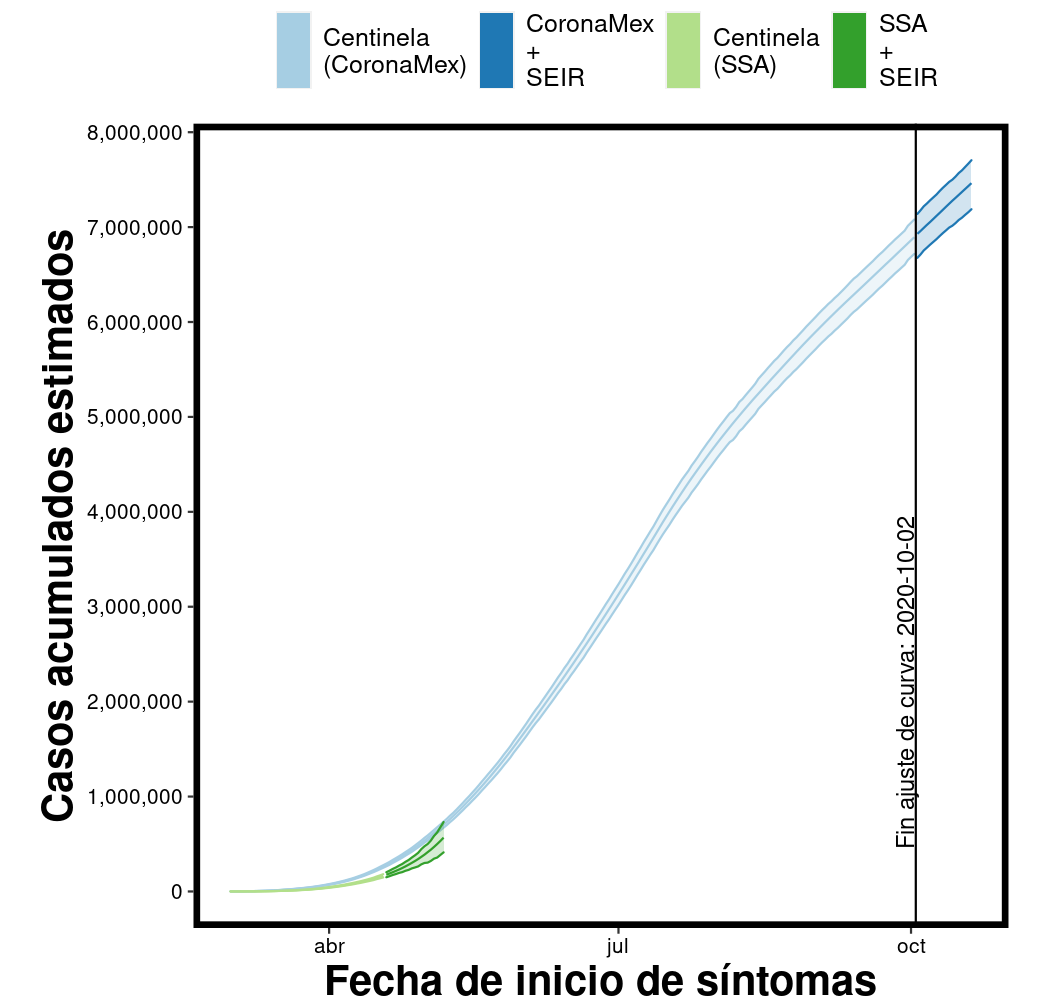 Centinela
(CoronaMex)
CoronaMex
+
SEIR
Centinela
(SSA)
SSA
+
SEIR
Casos acumulados estimados
8,000,000
7,000,000
6,000,000
5,000,000
4,000,000
3,000,000
2,000,000
1,000,000
0
Fin ajuste de curva: 2020-10-02
abr
jul
oct
Fecha de inicio de síntomas